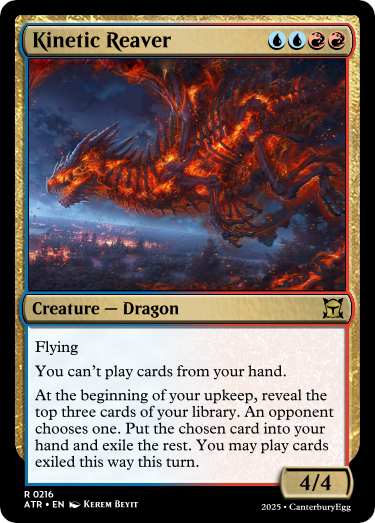 Kinetic Reaver
Creature — Dragon
Flying
You can't play cards from your hand.
At the beginning of your upkeep, reveal the
top three cards of your library. An opponent
chooses one. Put the chosen card into your
hand and exile the rest. You may play cards
exiled this way this turn.
4/4
R 0216
ATR • EN Kerem Beyit
2025 • CanterburyEgg